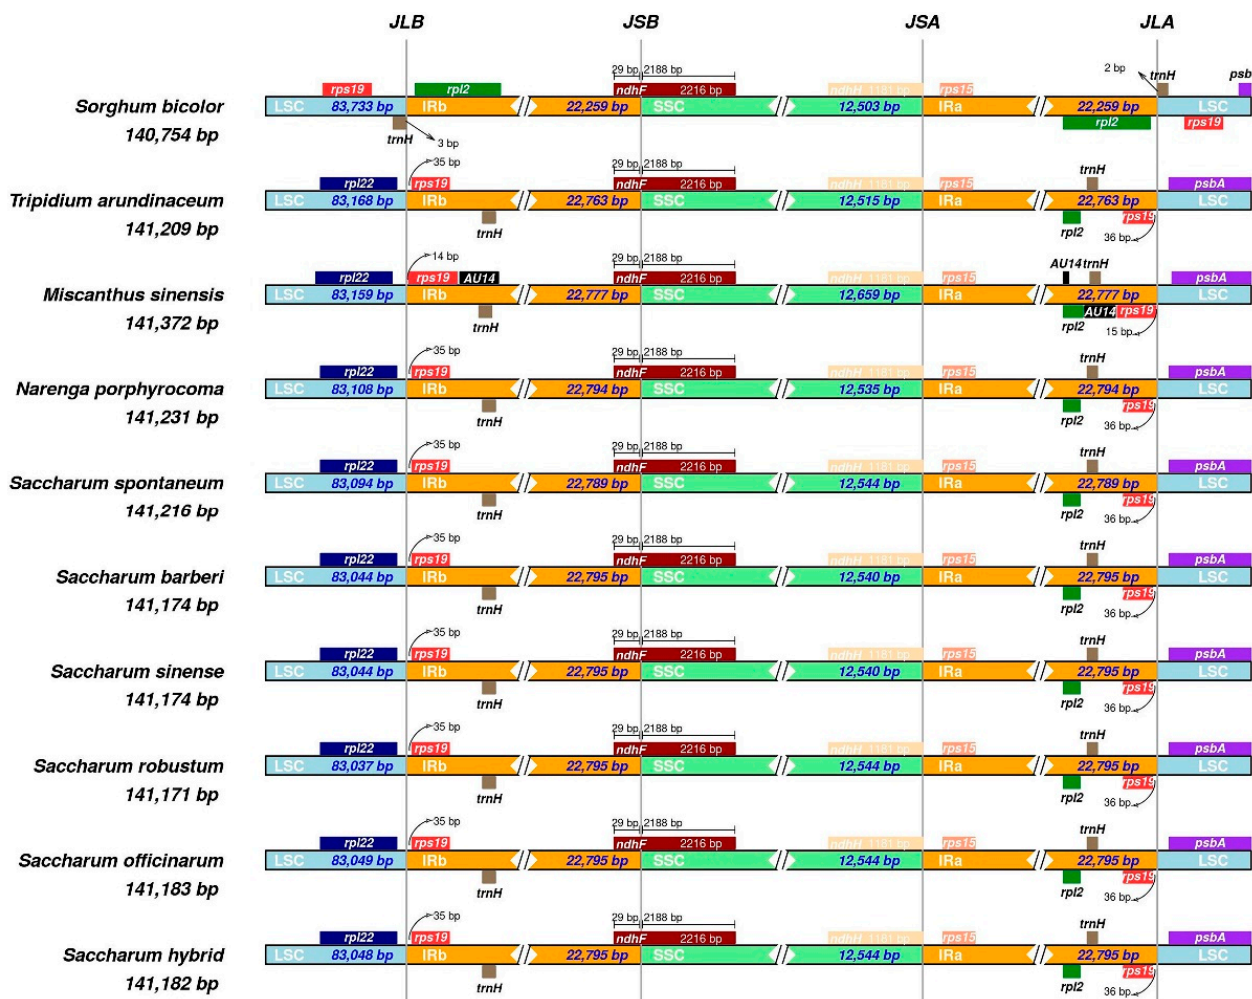 JLB JSB JSA JLA
29 bp 2188 bp 2 bp trnH psb
rps19 rpl2 ndhF 2216 bp rps15
Sorghum bicolor LSC 83,733 bp IRb 22,259 bp SSC 12,503 bp IRa 22,259 bp LSC
140,754 bp trnH 3 bp rpl2 rps19
35 bp 29 bp 2188 bp trnH
rpl22 rps19 ndhF 2216 bp ndhH 1181 bp rps15 psbA
Tripidium arundinaceum LSC 83,168 bp IRb 22,763 bp SSC 12,515 bp IRa 22,763 bp LSC
141,209 bp trnH rpl2 rps19 36 bp
14 bp 29 bp 2188 bp AU14 trnH
rpl22 rps19 AU14 ndhF 2216 bp ndhH 1181 bp rps15 psbA
Miscanthus sinensis LSC 83,159 bp IRb 22,777 bp SSC 12,659 bp IRa 22,777 bp LSC
141,372 bp trnH rpl2 AU14 rps19 15 bp
35 bp 29 bp 2188 bp trnH
rpl22 rps19 ndhF 2216 bp ndhH 1181 bp rps15 psbA
Narenga porphyrocoma LSC 83,108 bp IRb 22,794 bp SSC 12,535 bp IRa 22,794 bp LSC
141,231 bp trnH rpl2 rps19 36 bp
35 bp 29 bp 2188 bp trnH
rpl22 rps19 ndhF 2216 bp ndhH 1181 bp rps15 psbA
Saccharum spontaneum LSC 83,094 bp IRb 22,789 bp SSC 12,544 bp IRa 22,789 bp LSC
141,216 bp trnH rpl2 rps19 36 bp
35 bp 29 bp 2188 bp trnH
rpl22 rps19 ndhF 2216 bp ndhH 1181 bp rps15 psbA
Saccharum barberi LSC 83,044 bp IRb 22,795 bp SSC 12,540 bp IRa 22,795 bp LSC
141,174 bp trnH rpl2 rps19 36 bp
35 bp 29 bp 2188 bp trnH
rpl22 rps19 ndhF 2216 bp ndhH 1181 bp rps15 psbA
Saccharum sinense LSC 83,044 bp IRb 22,795 bp SSC 12,540 bp IRa 22,795 bp LSC
141,174 bp trnH rpl2 rps19 36 bp
35 bp 29 bp 2188 bp trnH
rpl22 rps19 ndhF 2216 bp ndhH 1181 bp rps15 psbA
Saccharum robustum LSC 83,037 bp IRb 22,795 bp SSC 12,544 bp IRa 22,795 bp LSC
141,171 bp trnH rpl2 rps19 36 bp
35 bp 29 bp 2188 bp trnH
rpl22 rps19 ndhF 2216 bp ndhH 1181 bp rps15 psbA
Saccharum officinarum LSC 83,049 bp IRb 22,795 bp SSC 12,544 bp IRa 22,795 bp LSC
141,183 bp trnH rpl2 rps19 36 bp
35 bp 29 bp 2188 bp trnH
rpl22 rps19 ndhF 2216 bp ndhH 1181 bp rps15 psbA
Saccharum hybrid LSC 83,048 bp IRb 22,795 bp SSC 12,544 bp IRa 22,795 bp LSC
141,182 bp trnH rpl2 rps19 36 bp